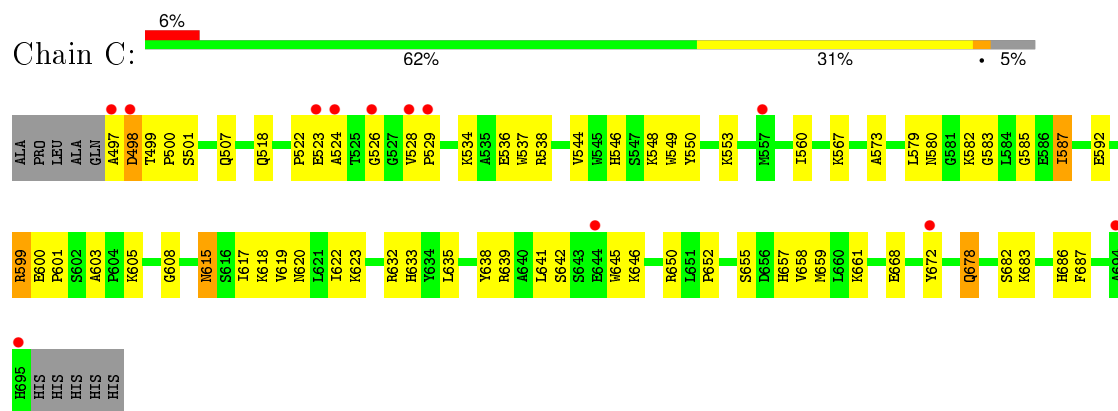 6%
Chain C:
62% 31% • 5%
ALA PRO LEU ALA GLN A497 D498 T499 P500 S501 Q507 Q518 P522 E523 A524 T525 G526 G527 V528 P529 K534 A535 E536 W537 R538 V544 W545 H546 S547 K548 W549 Y550 K553 M557 I560 K567 A573 L579 N580 G581 K582 G583 L584 G585 E586 I587 E592
R599 E600 P601 S602 A603 P604 K605 G608 N615 S616 I617 K618 V619 N620 L621 I622 K623 R632 H633 Y634 L635 Y638 R639 A640 L641 S642 S643 E644 W645 K646 R650 L651 P652 S655 D656 H657 V658 M659 L660 K661 E668 Y672 Q678 S682 K683 H686 F687 A694
H695 HIS HIS HIS HIS HIS